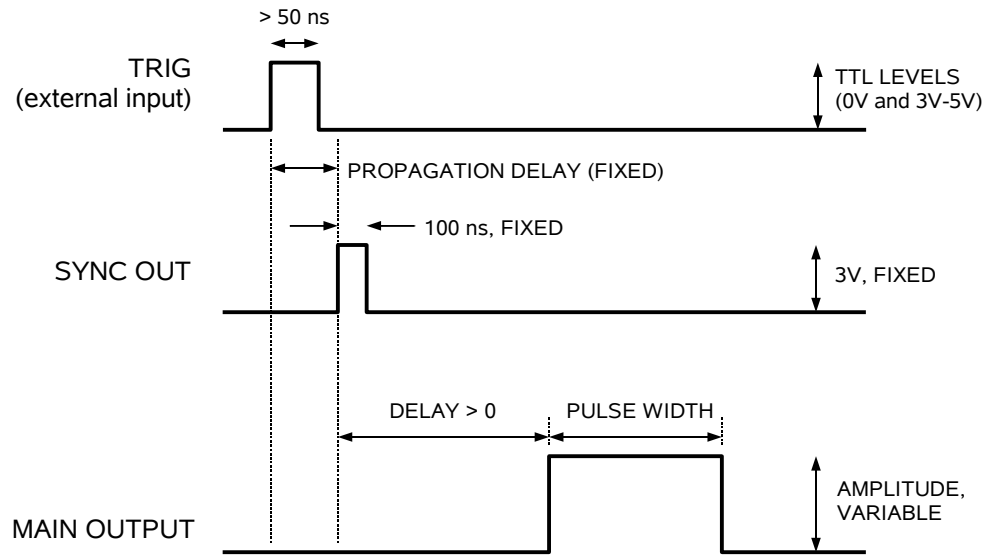 > 50 ns
TRIG
(external input)
TTL LEVELS
(0V and 3V-5V)
PROPAGATION DELAY (FIXED)
100 ns, FIXED
SYNC OUT
3V, FIXED
DELAY > 0
PULSE WIDTH
AMPLITUDE,
VARIABLE
MAIN OUTPUT